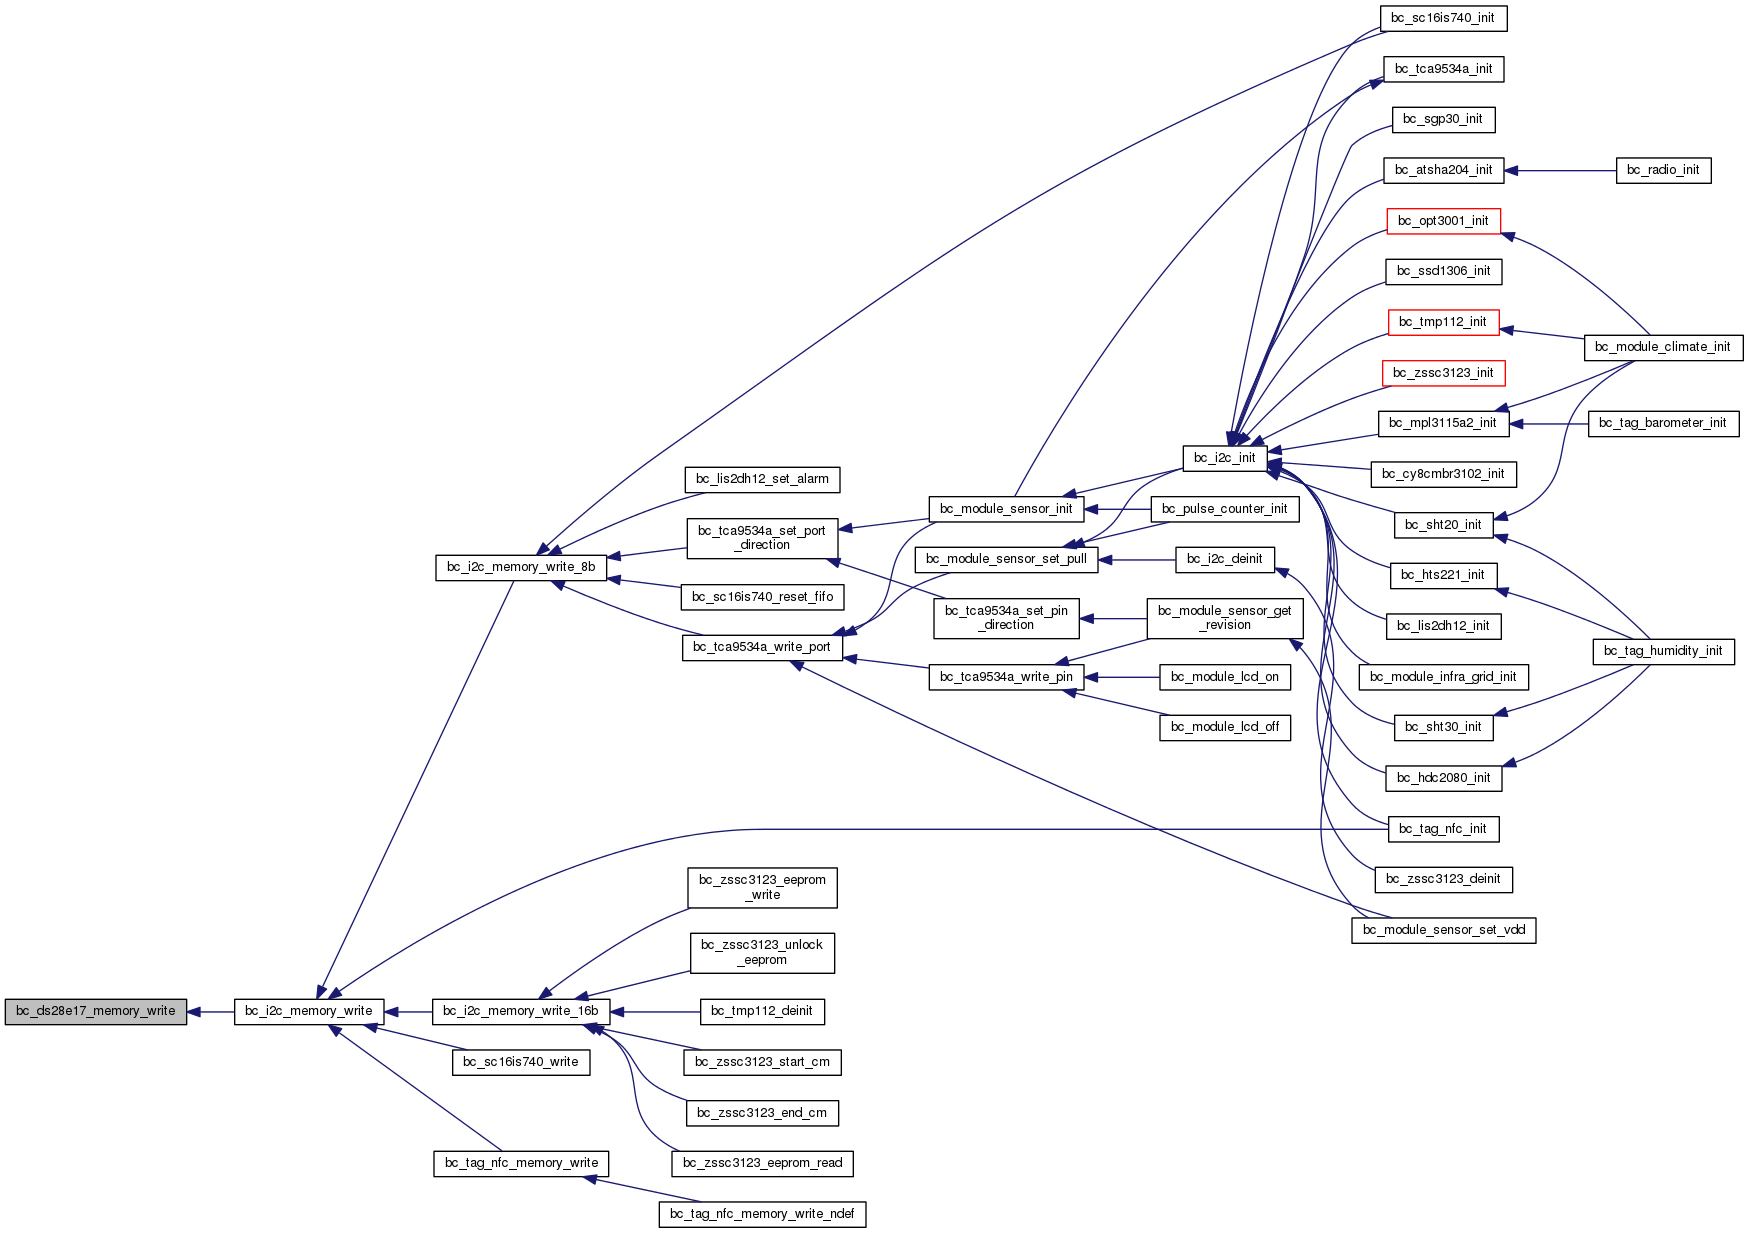 bc_sc16is740_init
bc_tca9534a_init
bc_sgp30_init
bc_atsha204_init
bc_radio_init
bc_opt3001_init
bc_ssd1306_init
bc_tmp112_init
bc_module_climate_init
bc_zssc3123_init
bc_mpl3115a2_init
bc_tag_barometer_init
bc_i2c_init
bc_cy8cmbr3102_init
bc_lis2dh12_set_alarm
bc_module_sensor_init
bc_pulse_counter_init
bc_sht20_init
bc_tca9534a_set_port
_direction
bc_i2c_memory_write_8b
bc_module_sensor_set_pull
bc_i2c_deinit
bc_hts221_init
bc_sc16is740_reset_fifo
bc_tca9534a_set_pin
_direction
bc_module_sensor_get
_revision
bc_lis2dh12_init
bc_tca9534a_write_port
bc_tag_humidity_init
bc_tca9534a_write_pin
bc_module_lcd_on
bc_module_infra_grid_init
bc_module_lcd_off
bc_sht30_init
bc_hdc2080_init
bc_tag_nfc_init
bc_zssc3123_eeprom
_write
bc_zssc3123_deinit
bc_module_sensor_set_vdd
bc_zssc3123_unlock
_eeprom
bc_ds28e17_memory_write
bc_i2c_memory_write
bc_i2c_memory_write_16b
bc_tmp112_deinit
bc_sc16is740_write
bc_zssc3123_start_cm
bc_zssc3123_end_cm
bc_tag_nfc_memory_write
bc_zssc3123_eeprom_read
bc_tag_nfc_memory_write_ndef